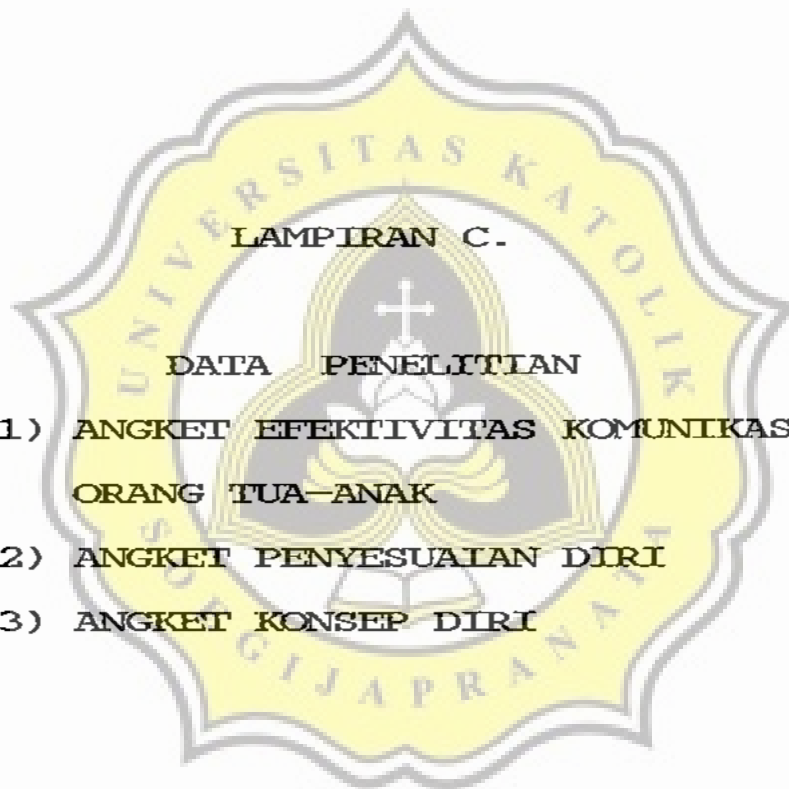 LAMPIRAN C.
DATA PENELITIAN
1) ANGKET EFEKTIVITAS KOMUNIKAS
ORANG TUA-ANAK
2) ANGKET PENYESUAIAN DIRI
3) ANGKET KONSEP DIRI
UNIVERSITAS KATOLIK
SOEGIJAPRANATA